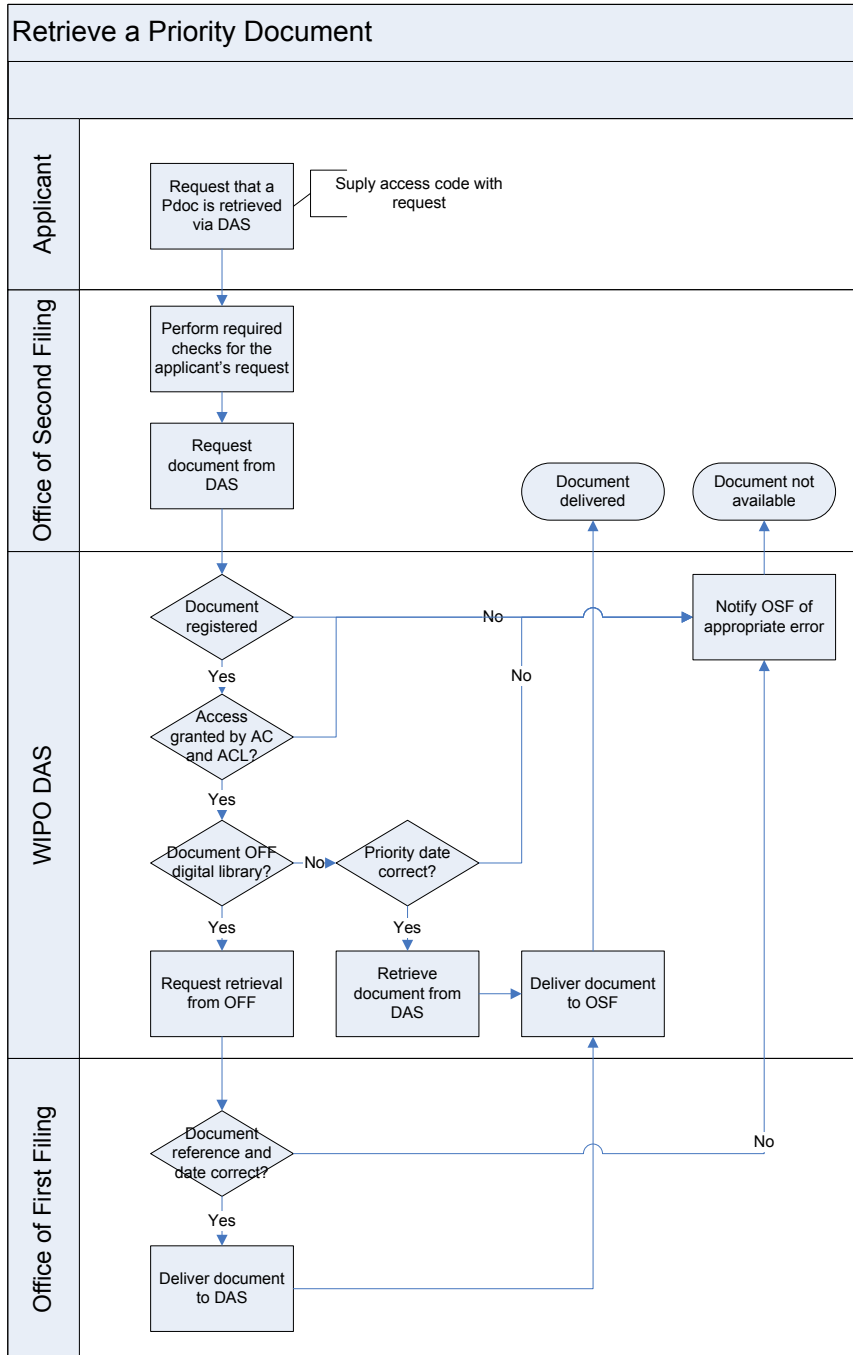 Retrieve a Priority Document
Applicant
Request that a
Pdoc is retrieved
via DAS
Suply access code with
request
Office of Second Filing
Perform required
checks for the
applicant's request
Request
document from
DAS
Document
delivered
Document not
available
WIPO DAS
Document
registered
No
Notify OSF of
appropriate error
Yes
No
Access
granted by AC
and ACL?
Yes
Document OFF
digital library?
No
Priority date
correct?
Yes
Yes
Request retrieval
from OFF
Retrieve
document from
DAS
Deliver document
to OSF
Office of First Filing
Document
reference and
date correct?
No
Yes
Deliver document
to DAS